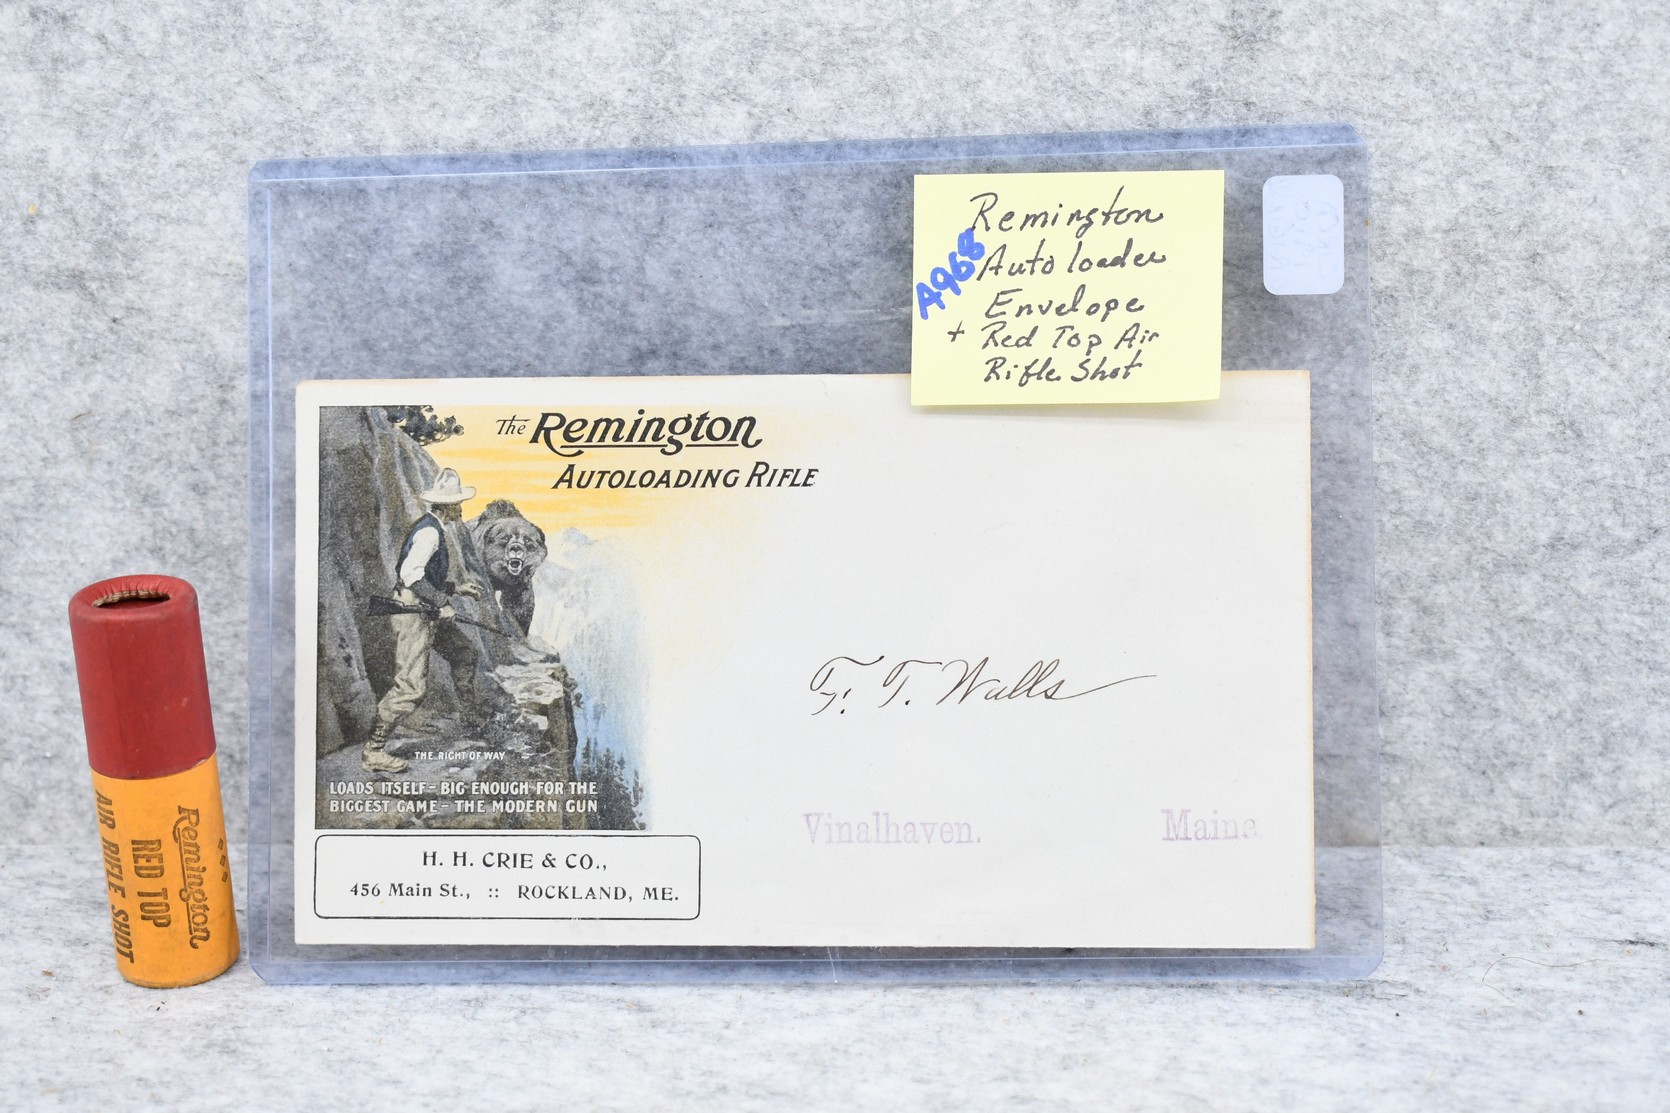 Remington
Autoloader
Envelope
+ Red Top Air
Rifle Shot
A968
The Remington
AUTOLOADING RIFLE
THE RIGHT OF WAY
LOADS ITSELF - BIG ENOUGH FOR THE
BIGGEST GAME - THE MODERN GUN
H. H. CRIE & CO.,
456 Main St., :: ROCKLAND, ME.
F. T. Walls
Vinalhaven. Maine
Remington
RED TOP
AIR RIFLE SHOT